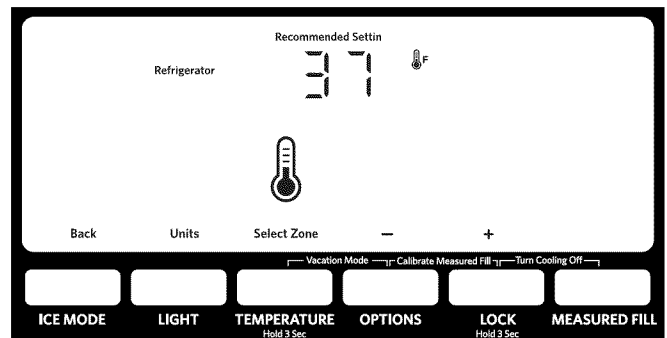 Recommended Settin
Refrigerator 37 F
Back Units Select Zone – +
Vacation Mode Calibrate Measured Fill Turn Cooling Off
ICE MODE LIGHT TEMPERATURE OPTIONS LOCK MEASURED FILL
Hold 3 Sec Hold 3 Sec